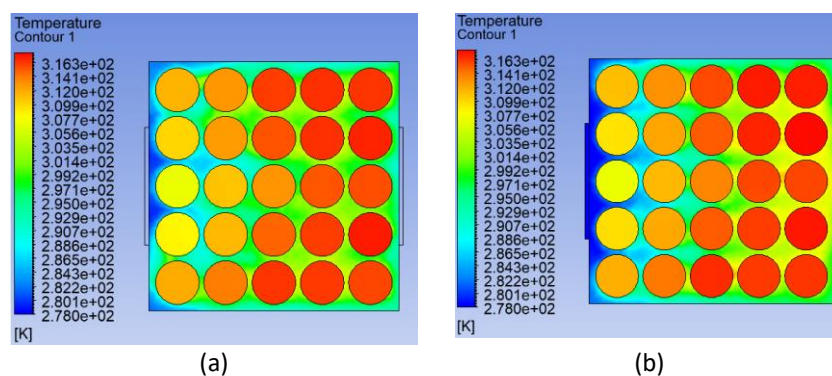 Temperature
Contour 1
3.163e+02
3.141e+02
3.120e+02
3.099e+02
3.077e+02
3.056e+02
3.035e+02
3.014e+02
2.992e+02
2.971e+02
2.950e+02
2.929e+02
2.907e+02
2.886e+02
2.865e+02
2.843e+02
2.822e+02
2.801e+02
2.780e+02
[K]
(a)
Temperature
Contour 1
3.163e+02
3.141e+02
3.120e+02
3.099e+02
3.077e+02
3.056e+02
3.035e+02
3.014e+02
2.992e+02
2.971e+02
2.950e+02
2.929e+02
2.907e+02
2.886e+02
2.865e+02
2.843e+02
2.822e+02
2.801e+02
2.780e+02
[K]
(b)